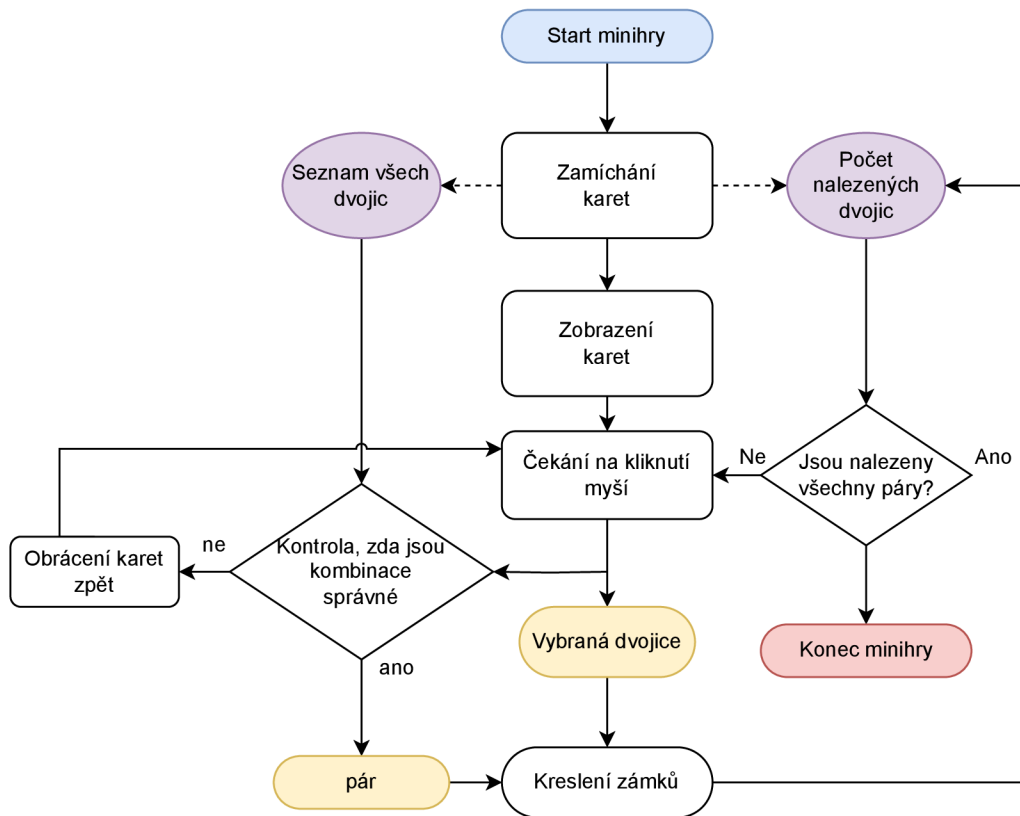 Start minihry
Seznam všech
dvojic
Zamíchání
karet
Počet
nalezených
dvojic
Zobrazení
karet
Čekání na kliknutí
myší
Ne
Jsou nalezeny
všechny páry?
Ano
Obrácení karet
zpět
ne
Kontrola, zda jsou
kombinace
správné
ano
Vybraná dvojice
Konec minihry
pár
Kreslení zámků